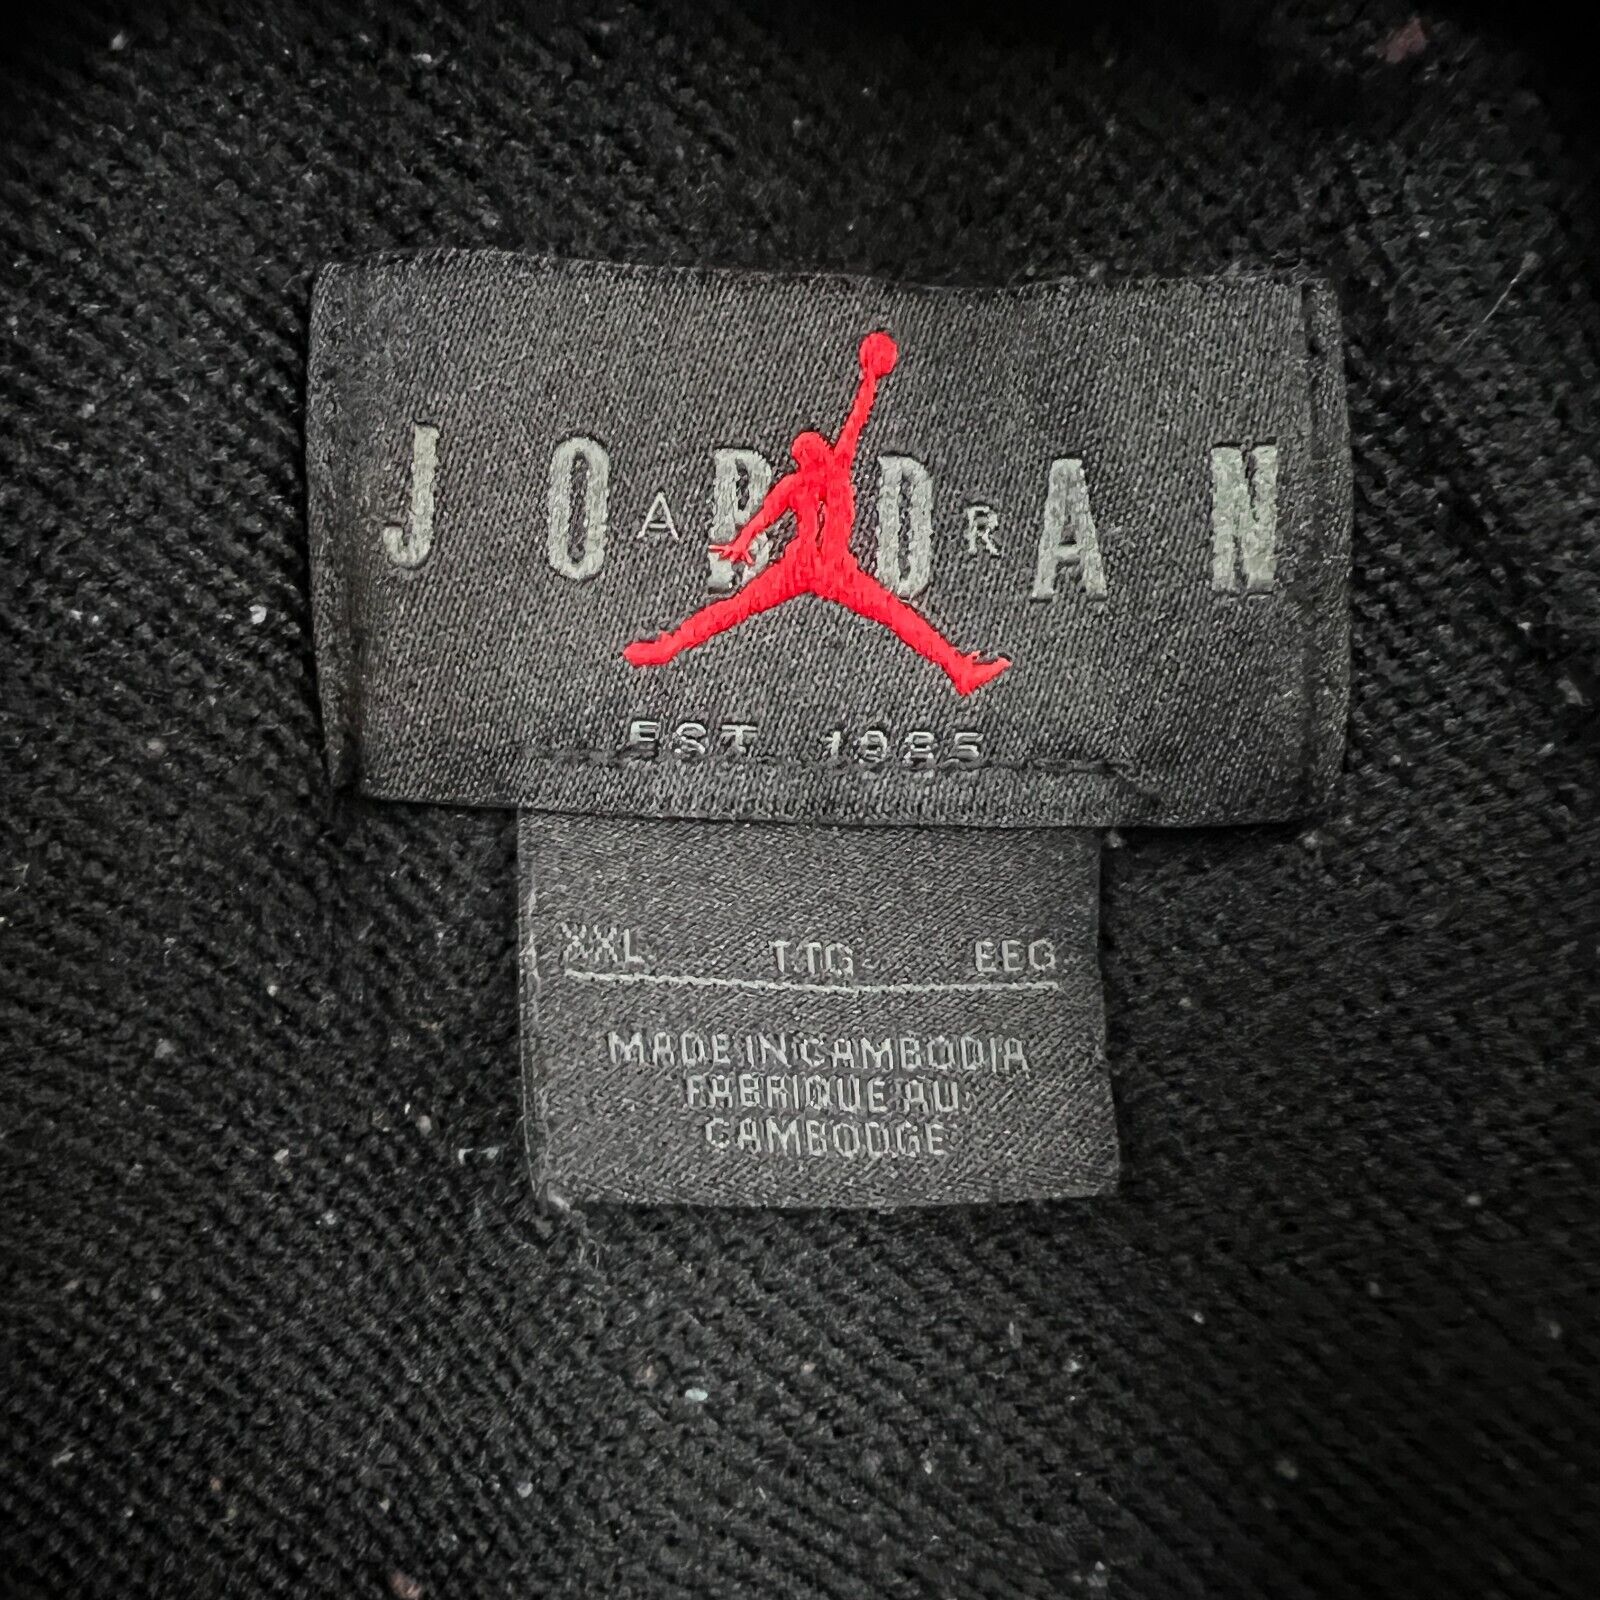 JORDAN
AIR
EST. 1985
XXL TTG EEG
MADE IN CAMBODIA
FABRIQUE AU
CAMBODGE